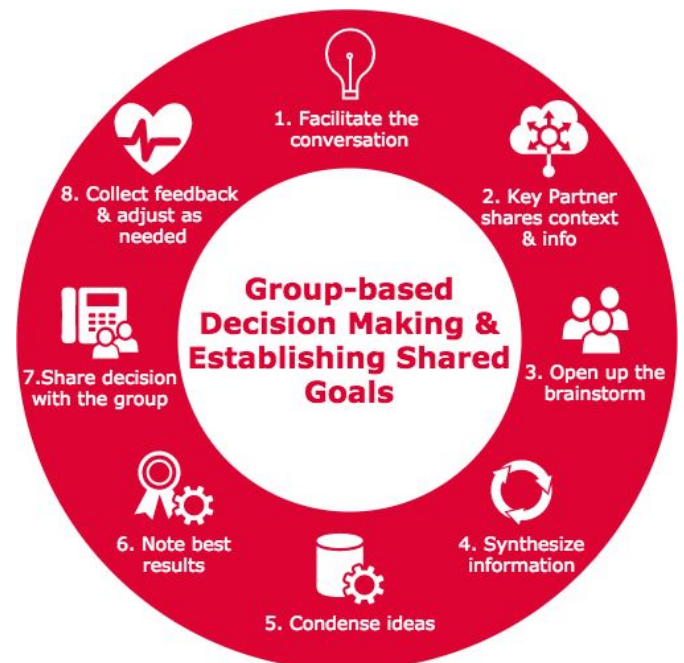 1. Facilitate the
conversation
2. Key Partner
shares context
& info
3. Open up the
brainstorm
4. Synthesize
information
5. Condense ideas
6. Note best
results
7.Share decision
with the group
8. Collect feedback
& adjust as
needed
Group-based
Decision Making &
Establishing Shared
Goals